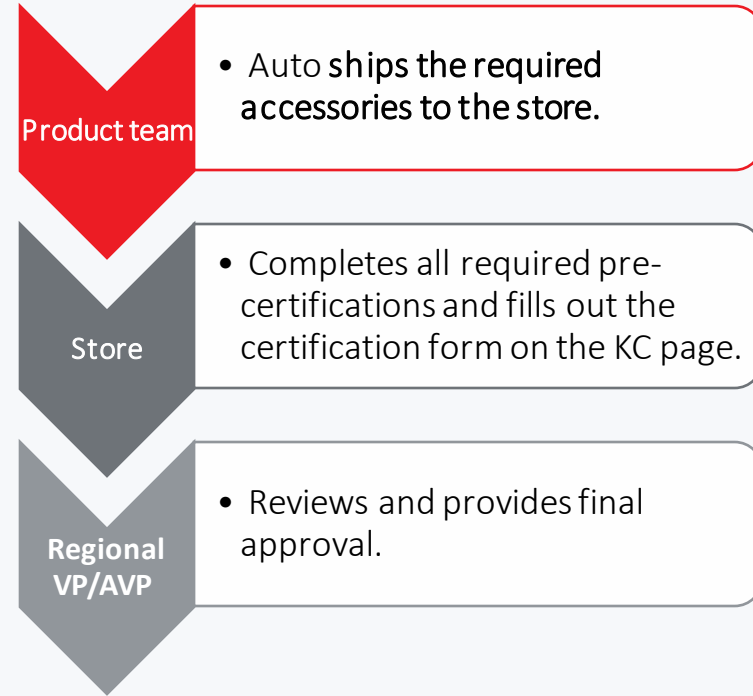 Product team
• Auto ships the required
accessories to the store.
Store
• Completes all required pre-
certifications and fills out the
certification form on the KC page.
Regional
VP/AVP
• Reviews and provides final
approval.